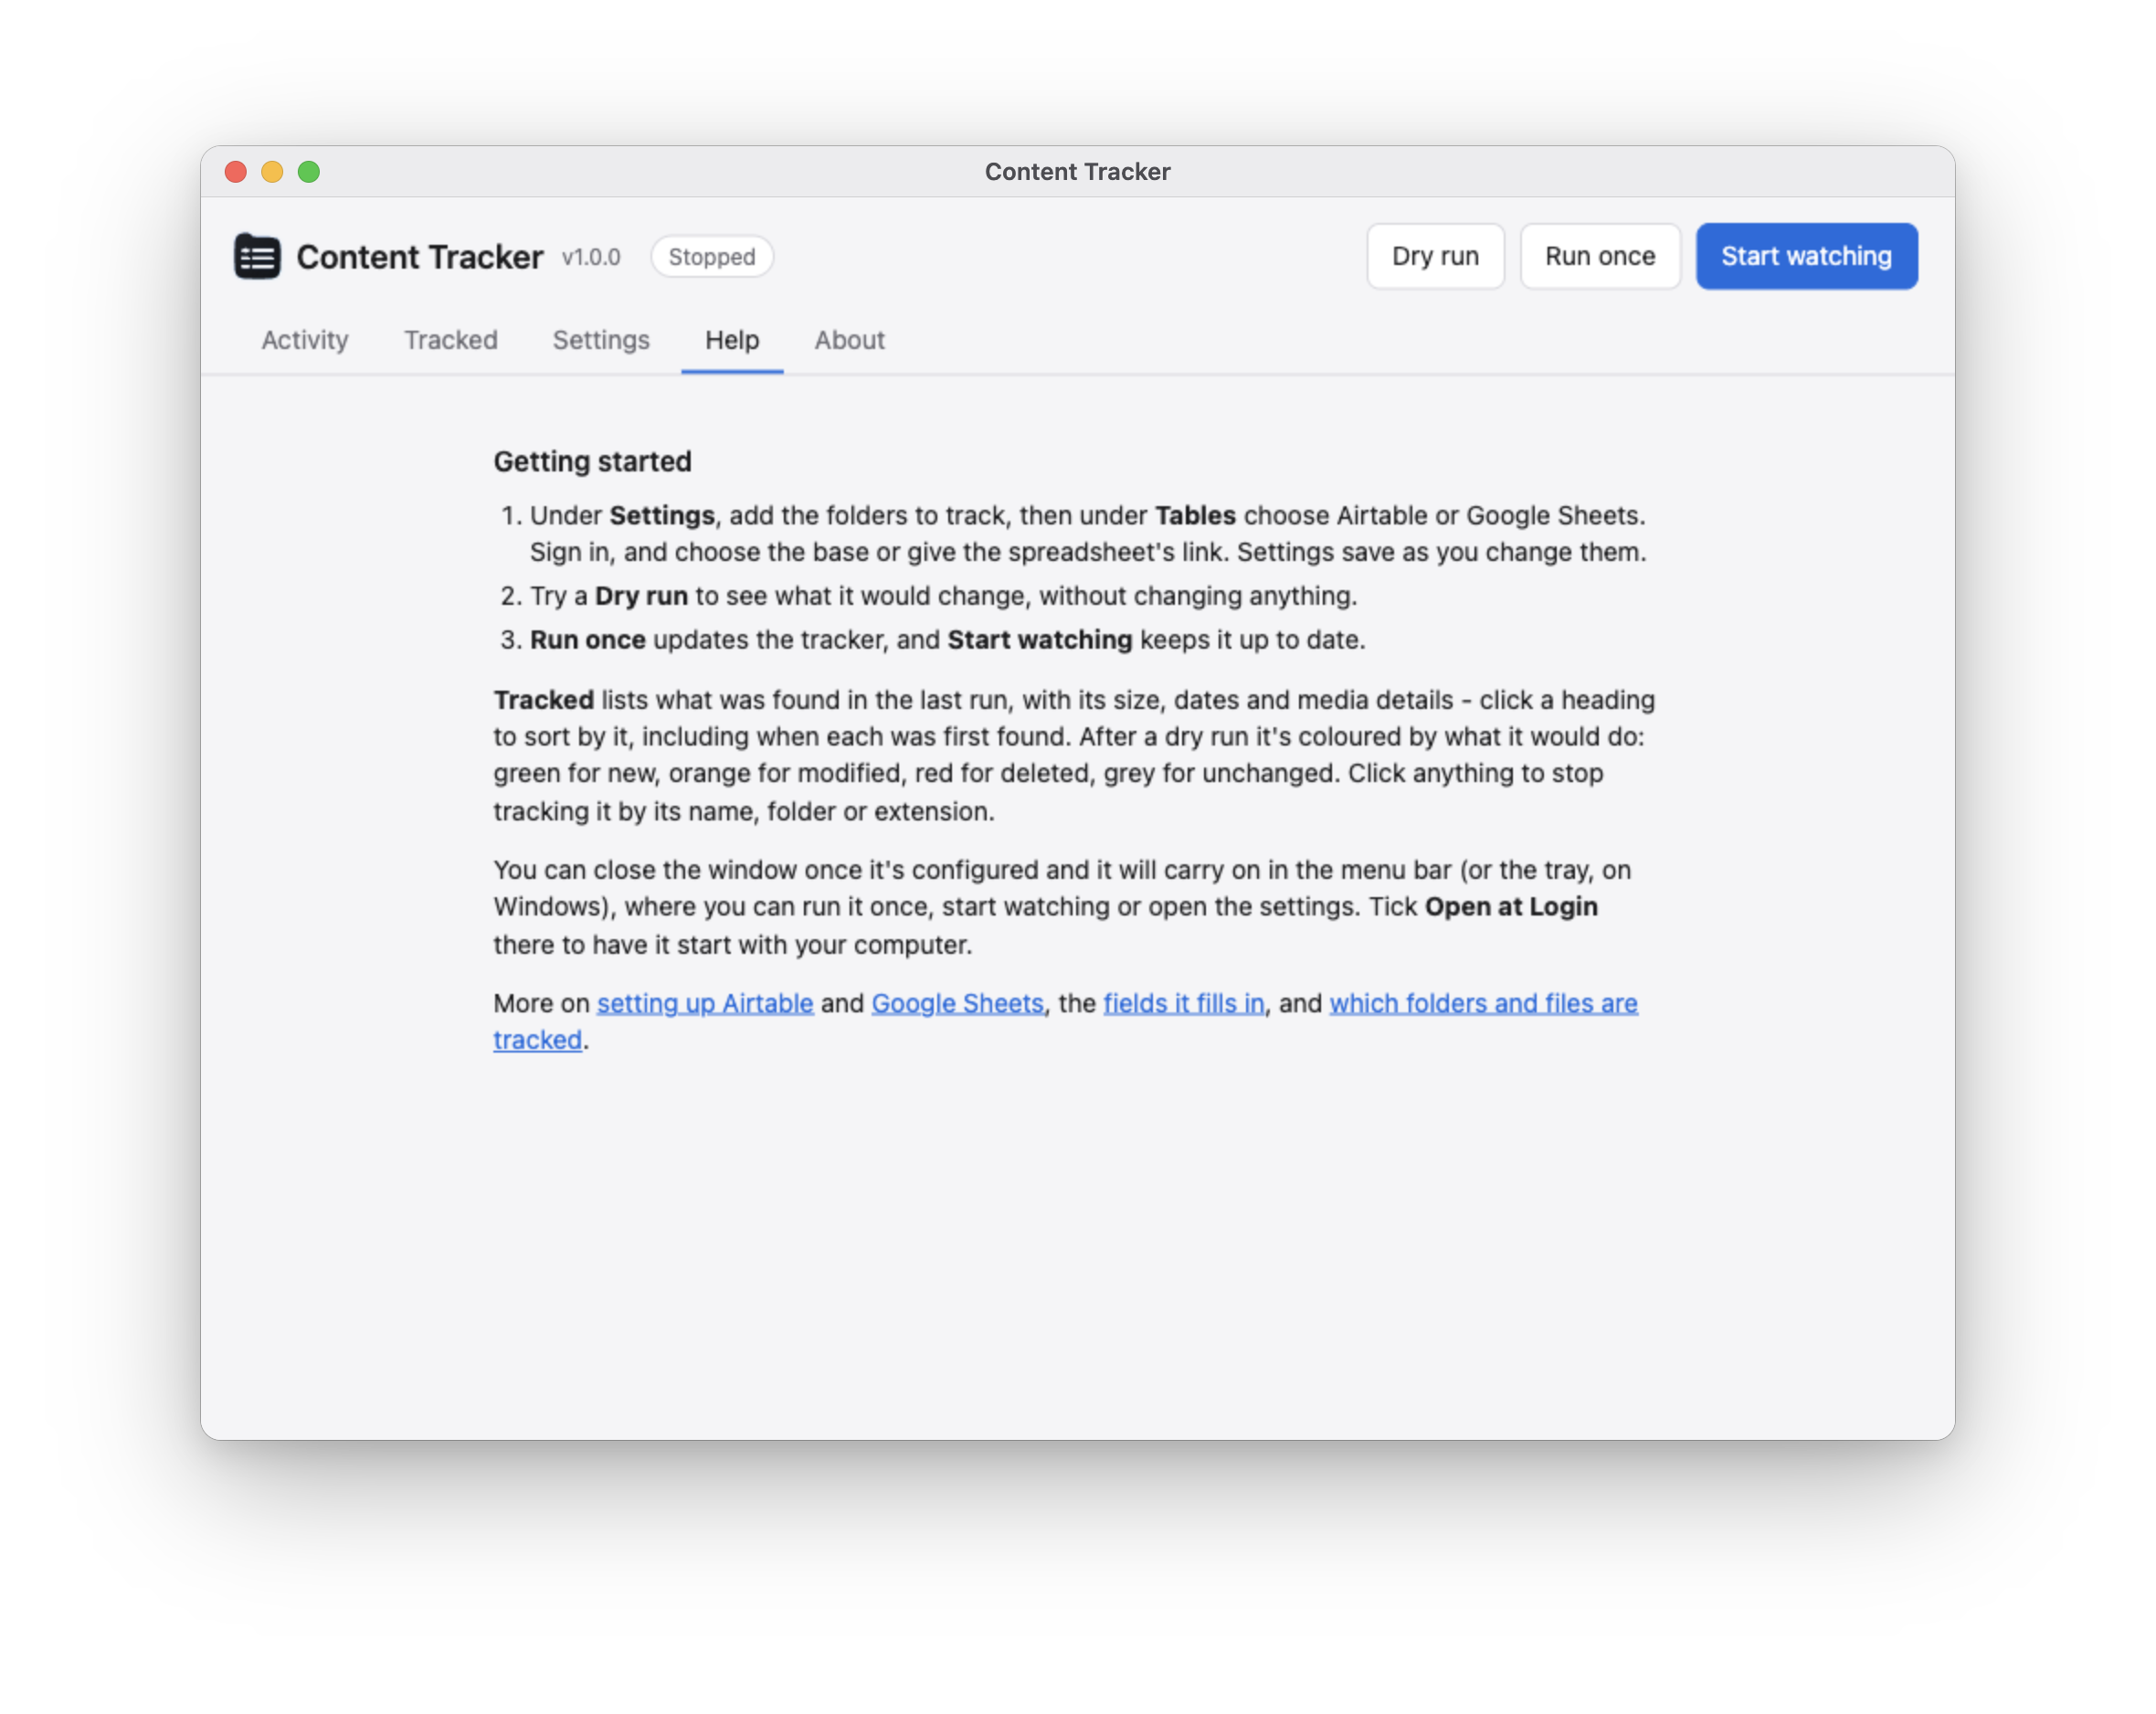 Content Tracker
Content Tracker v1.0.0 Stopped Dry run Run once Start watching
Activity Tracked Settings Help About
Getting started
1. Under Settings, add the folders to track, then under Tables choose Airtable or Google Sheets.
Sign in, and choose the base or give the spreadsheet's link. Settings save as you change them.
2. Try a Dry run to see what it would change, without changing anything.
3. Run once updates the tracker, and Start watching keeps it up to date.
Tracked lists what was found in the last run, with its size, dates and media details - click a heading
to sort by it, including when each was first found. After a dry run it's coloured by what it would do:
green for new, orange for modified, red for deleted, grey for unchanged. Click anything to stop
tracking it by its name, folder or extension.
You can close the window once it's configured and it will carry on in the menu bar (or the tray, on
Windows), where you can run it once, start watching or open the settings. Tick Open at Login
there to have it start with your computer.
More on setting up Airtable and Google Sheets, the fields it fills in, and which folders and files are
tracked.